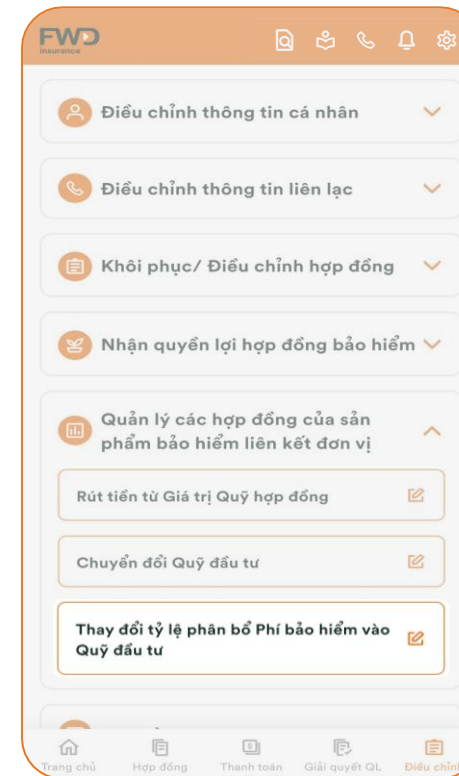 FWD
insurance
Điều chỉnh thông tin cá nhân
Điều chỉnh thông tin liên lạc
Khôi phục/ Điều chỉnh hợp đồng
Nhận quyền lợi hợp đồng bảo hiểm
Quản lý các hợp đồng của sản
phẩm bảo hiểm liên kết đơn vị
Rút tiền từ Giá trị Quỹ hợp đồng
Chuyển đổi Quỹ đầu tư
Thay đổi tỷ lệ phân bổ Phí bảo hiểm vào
Quỹ đầu tư
Trang chủ
Hợp đồng
Thanh toán
Giải quyết QL
Điều chỉnh